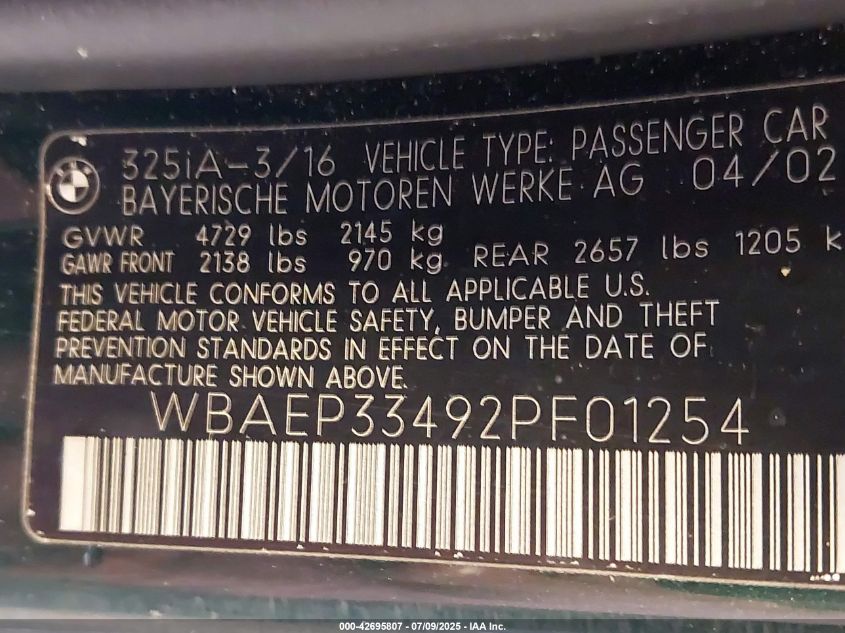 325iA-3/16 VEHICLE TYPE: PASSENGER CAR
BAYERISCHE MOTOREN WERKE AG 04/02
GVWR 4729 lbs 2145 kg
GAWR FRONT 2138 lbs 970 kg REAR 2657 lbs 1205 k
THIS VEHICLE CONFORMS TO ALL APPLICABLE U.S.
FEDERAL MOTOR VEHICLE SAFETY, BUMPER AND THEFT
PREVENTION STANDARDS IN EFFECT ON THE DATE OF
MANUFACTURE SHOWN ABOVE.
WBAEP33492PF01254
000-42695807 / 07/09/2025 - IAA Inc.